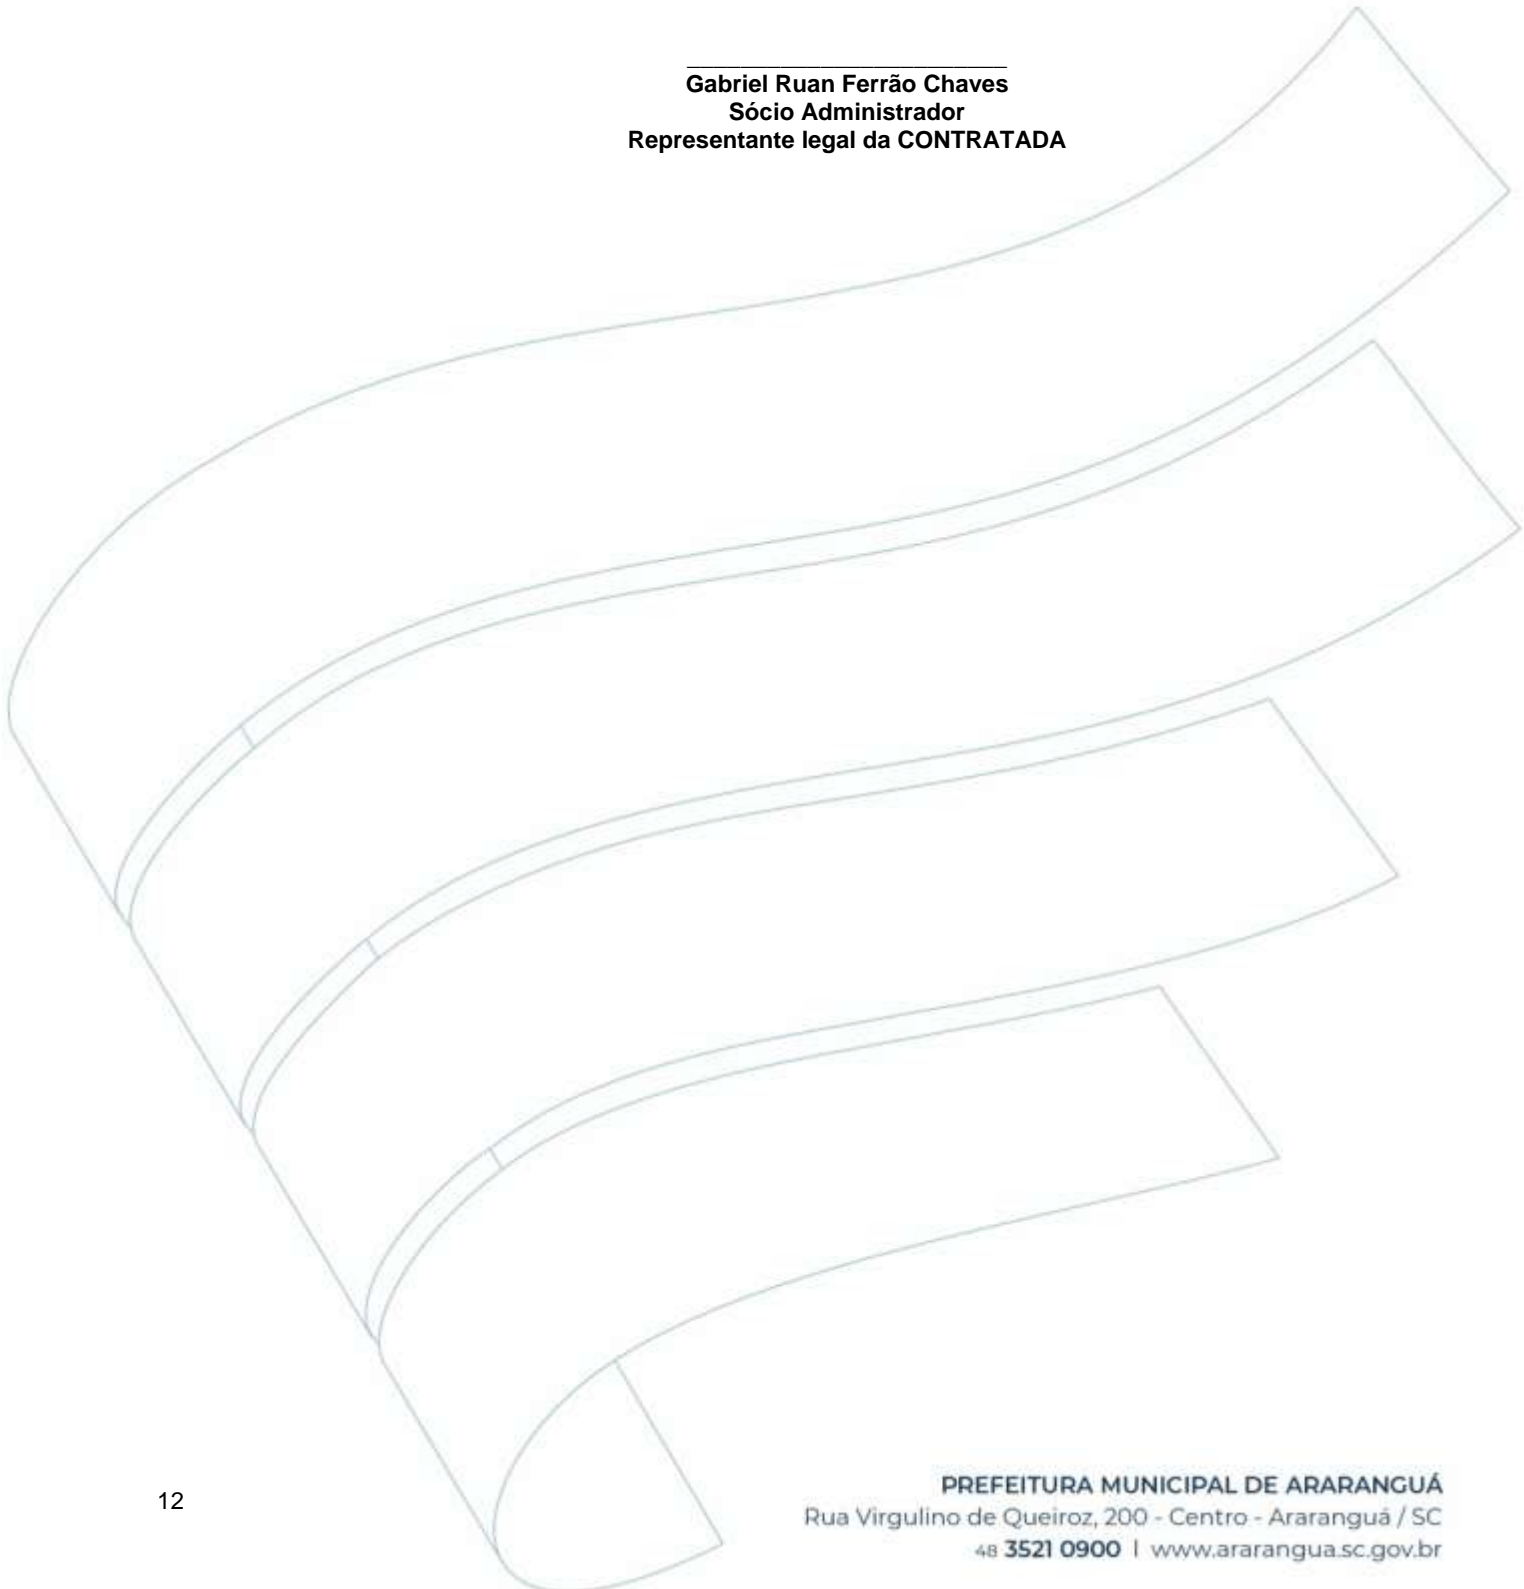 ________________________
Gabriel Ruan Ferrão Chaves
Sócio Administrador
Representante legal da CONTRATADA
12
PREFEITURA MUNICIPAL DE ARARANGUÁ
Rua Virgulino de Queiroz, 200 - Centro - Araranguá / SC
48 3521 0900 | www.ararangua.sc.gov.br